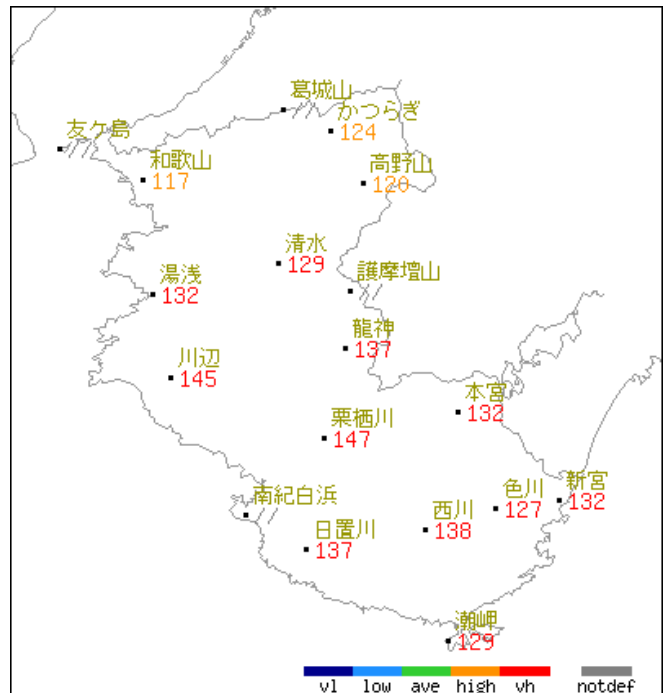 葛城山
かつらぎ
124
友ケ島
和歌山
117
高野山
120
清水
129
護摩壇山
湯浅
132
龍神
137
川辺
145
本宮
132
栗栖川
147
南紀白浜
日置川
137
西川
138
色川
127
新宮
132
潮岬
129
vl low ave high vh notdef